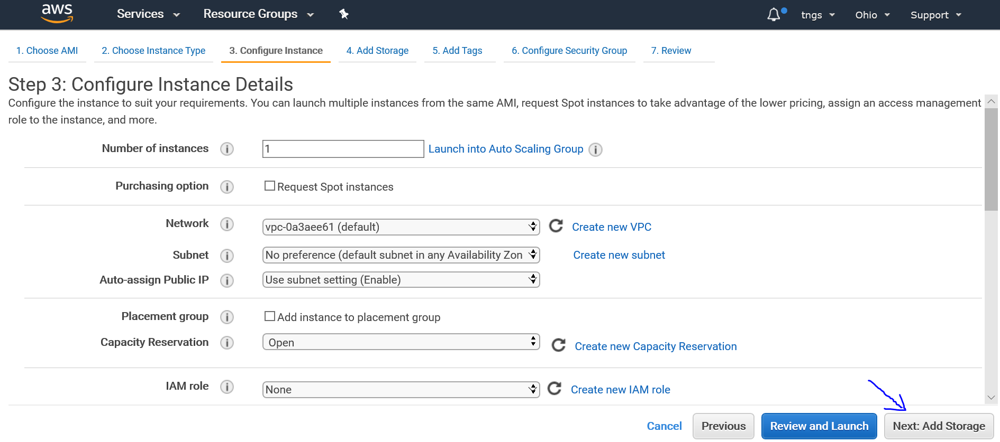 aws Services Resource Groups tngs Ohio Support
1. Choose AMI 2. Choose Instance Type 3. Configure Instance 4. Add Storage 5. Add Tags 6. Configure Security Group 7. Review
Step 3: Configure Instance Details
Configure the instance to suit your requirements. You can launch multiple instances from the same AMI, request Spot instances to take advantage of the lower pricing, assign an access management
role to the instance, and more.
Number of instances 1 Launch into Auto Scaling Group
Purchasing option Request Spot instances
Network vpc-0a3aee61 (default) Create new VPC
Subnet No preference (default subnet in any Availability Zon Create new subnet
Auto-assign Public IP Use subnet setting (Enable)
Placement group Add instance to placement group
Capacity Reservation Open Create new Capacity Reservation
IAM role None Create new IAM role
Cancel Previous Review and Launch Next: Add Storage